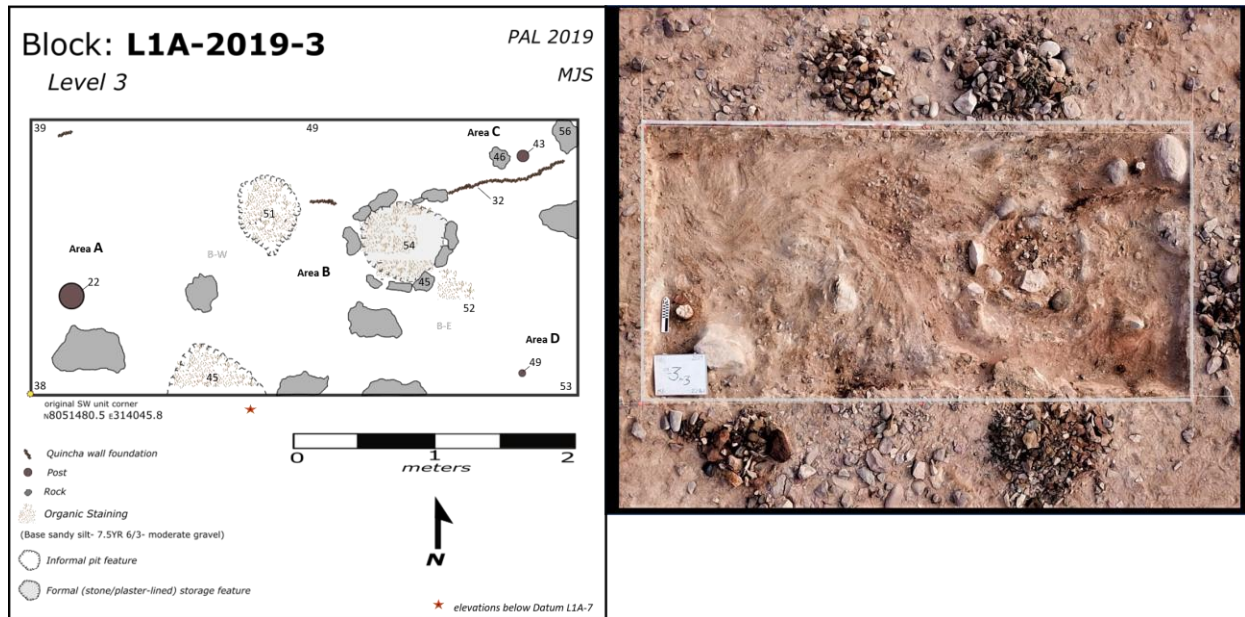 Block: L1A-2019-3
PAL 2019
Level 3
MJS
39
49
Area C
56
43
46
32
51
54
Area A
B-W
22
Area B
45
52
B-E
Area D
49
45
38
53
original SW unit corner
N8051480.5 E314045.8
Quincha wall foundation
Post
Rock
Organic Staining
(Base sandy silt- 7.5YR 6/3- moderate gravel)
Informal pit feature
Formal (stone/plaster-lined) storage feature
0 1 2
meters
N
elevations below Datum L1A-7